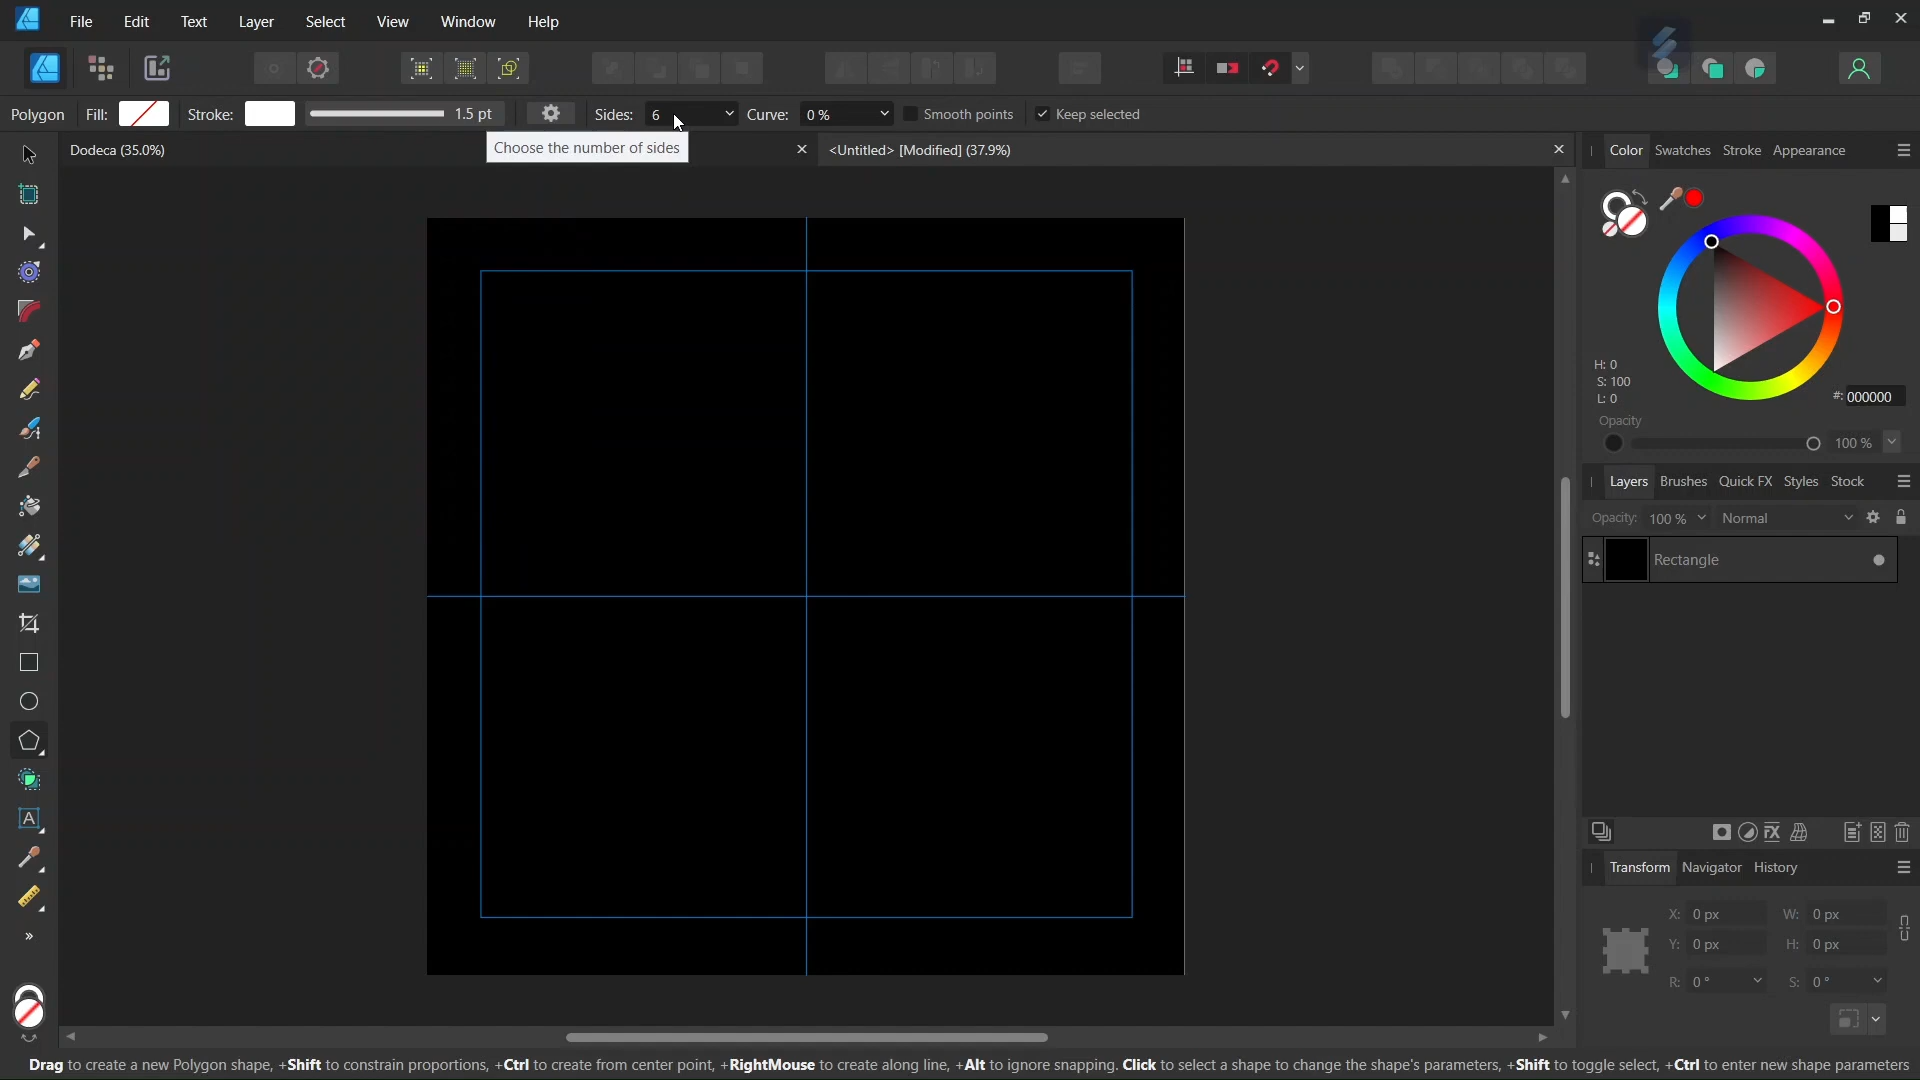 File Edit Text Layer Select View Window Help
Polygon Fill: Stroke: 1.5 pt Sides: 6 Curve: 0 % Smooth points Keep selected
Choose the number of sides
Dodeca (35.0%) <Untitled> [Modified] (37.9%)
Color Swatches Stroke Appearance
H: 0
S: 100
L: 0
#: 000000
Opacity
100 %
Layers Brushes Quick FX Styles Stock
Opacity: 100 % Normal
Rectangle
Transform Navigator History
X: 0 px W: 0 px
Y: 0 px H: 0 px
R: 0 ° S: 0 °
Drag to create a new Polygon shape, +Shift to constrain proportions, +Ctrl to create from center point, +RightMouse to create along line, +Alt to ignore snapping. Click to select a shape to change the shape's parameters, +Shift to toggle select, +Ctrl to enter new shape parameters